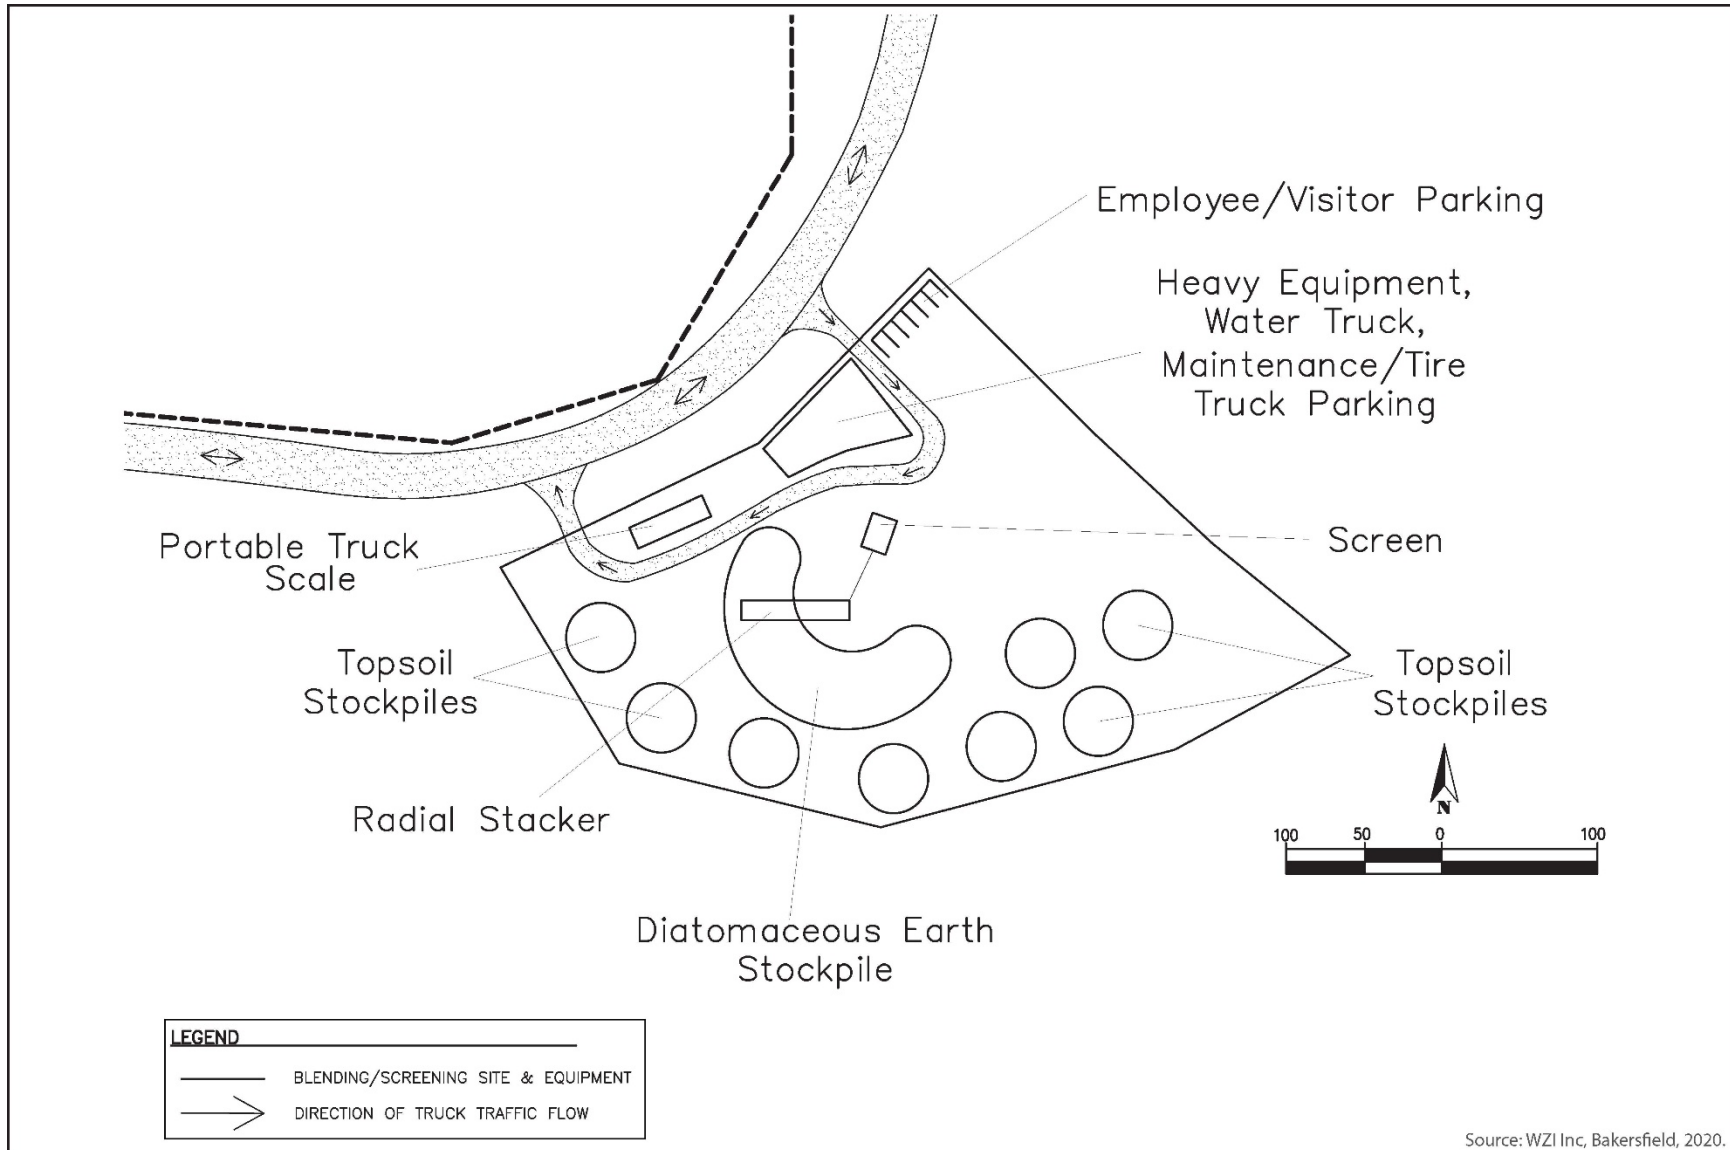 Employee/Visitor Parking
Heavy Equipment,
Water Truck,
Maintenance/Tire
Truck Parking
Portable Truck
Scale
Screen
Topsoil
Stockpiles
Topsoil
Stockpiles
Radial Stacker
N
100 50 0 100
Diatomaceous Earth
Stockpile
LEGEND
BLENDING/SCREENING SITE & EQUIPMENT
DIRECTION OF TRUCK TRAFFIC FLOW
Source: WZI Inc, Bakersfield, 2020.